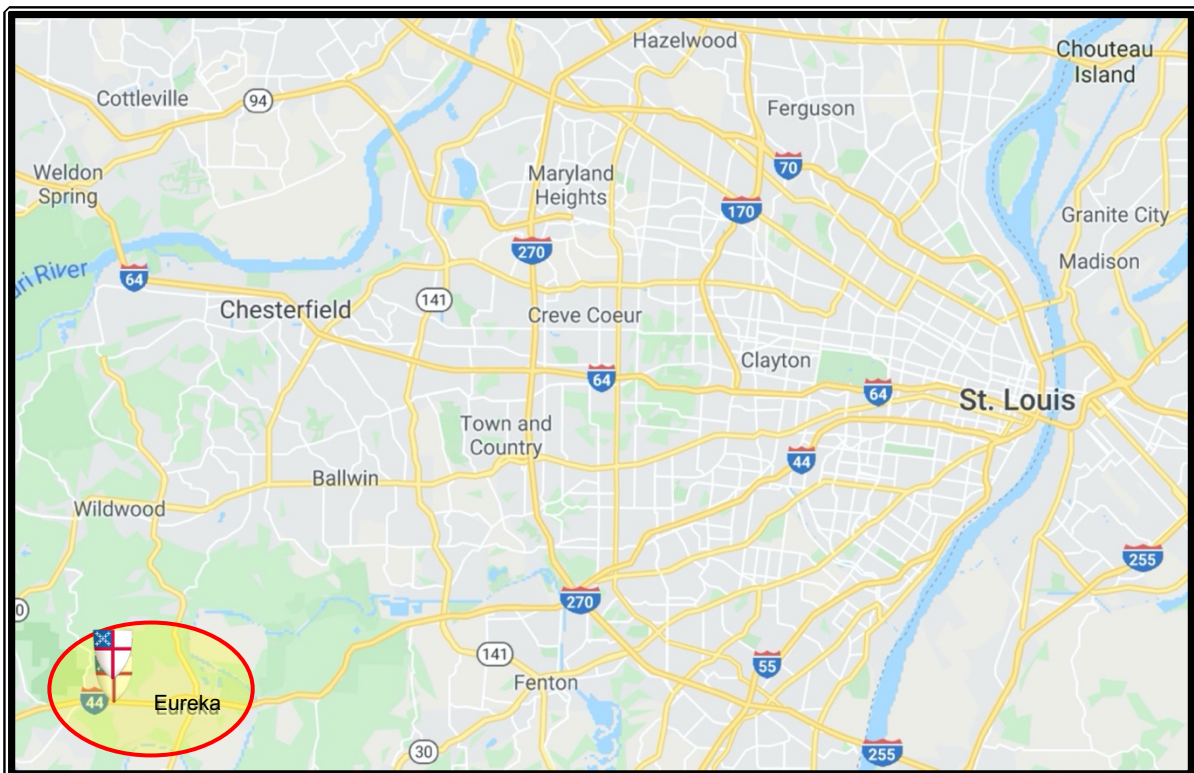 Hazelwood
Chouteau
Island
Cottleville
94
Ferguson
70
Weldon
Spring
Maryland
Heights
170
Granite City
270
Madison
ri River
64
Chesterfield
141
Creve Coeur
Clayton
64
64
St. Louis
Town and
Country
44
Ballwin
Wildwood
255
270
0
141
55
Fenton
44
Eureka
Eureka
30
255